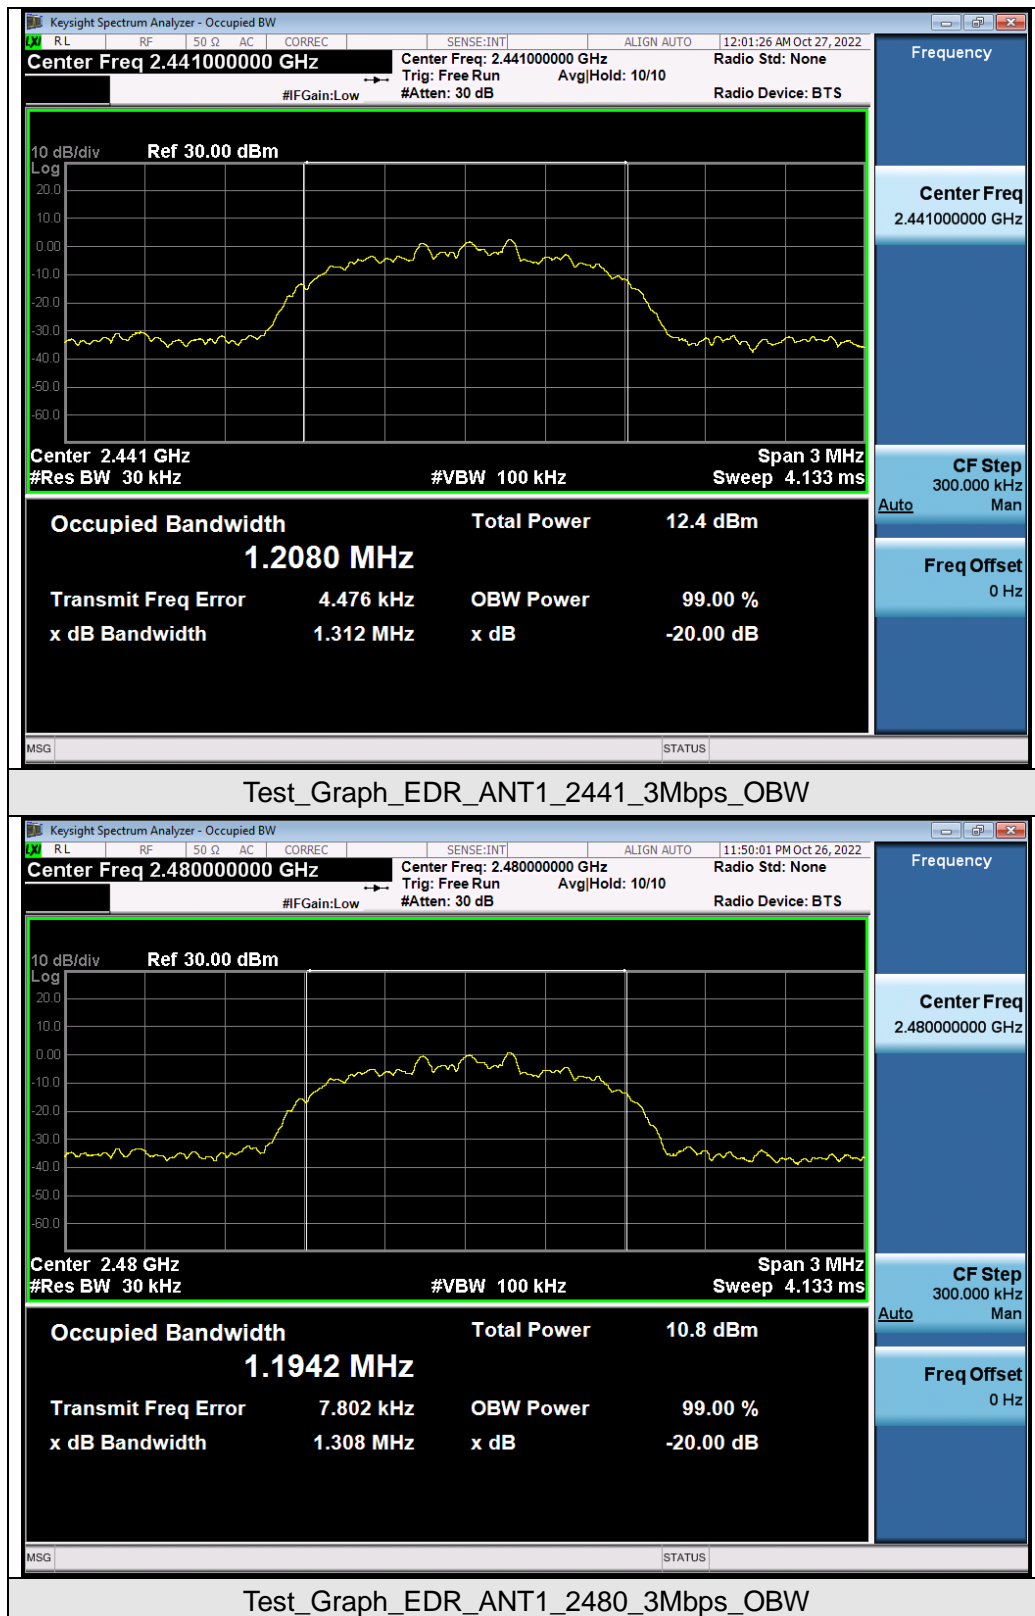 Keysight Spectrum Analyzer - Occupied BW
LXI RL RF 50 Ω AC CORREC SENSE:INT ALIGN AUTO 12:01:26 AM Oct 27, 2022
Center Freq 2.441000000 GHz
Center Freq: 2.441000000 GHz
Radio Std: None
Trig: Free Run Avg|Hold: 10/10
#IFGain:Low
#Atten: 30 dB
Radio Device: BTS
Frequency
10 dB/div Ref 30.00 dBm
Log
20.0
10.0
0.00
-10.0
-20.0
-30.0
-40.0
-50.0
-60.0
Center Freq
2.441000000 GHz
Center 2.441 GHz Span 3 MHz
#Res BW 30 kHz #VBW 100 kHz Sweep 4.133 ms
CF Step
300.000 kHz
Auto Man
Freq Offset
0 Hz
Occupied Bandwidth Total Power 12.4 dBm
1.2080 MHz
Transmit Freq Error 4.476 kHz OBW Power 99.00 %
x dB Bandwidth 1.312 MHz x dB -20.00 dB
MSG STATUS
Test_Graph_EDR_ANT1_2441_3Mbps_OBW
Keysight Spectrum Analyzer - Occupied BW
LXI RL RF 50 Ω AC CORREC SENSE:INT ALIGN AUTO 11:50:01 PM Oct 26, 2022
Center Freq 2.480000000 GHz
Center Freq: 2.480000000 GHz
Radio Std: None
Trig: Free Run Avg|Hold: 10/10
#IFGain:Low
#Atten: 30 dB
Radio Device: BTS
Frequency
10 dB/div Ref 30.00 dBm
Log
20.0
10.0
0.00
-10.0
-20.0
-30.0
-40.0
-50.0
-60.0
Center Freq
2.480000000 GHz
Center 2.48 GHz Span 3 MHz
#Res BW 30 kHz #VBW 100 kHz Sweep 4.133 ms
CF Step
300.000 kHz
Auto Man
Freq Offset
0 Hz
Occupied Bandwidth Total Power 10.8 dBm
1.1942 MHz
Transmit Freq Error 7.802 kHz OBW Power 99.00 %
x dB Bandwidth 1.308 MHz x dB -20.00 dB
MSG STATUS
Test_Graph_EDR_ANT1_2480_3Mbps_OBW